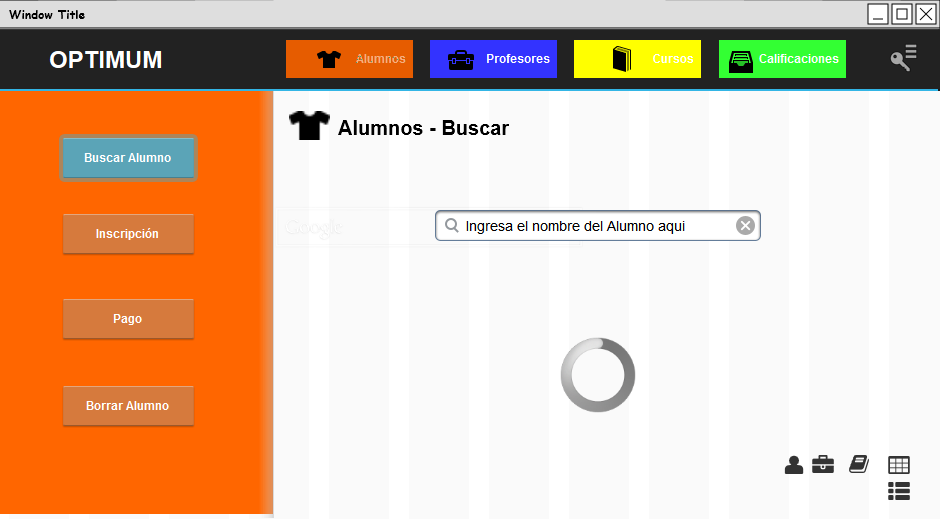 Window Title
OPTIMUM
Alumnos
Profesores
Cursos
Calificaciones
Alumnos - Buscar
Buscar Alumno
Google
Ingresa el nombre del Alumno aqui
Inscripción
Pago
Borrar Alumno